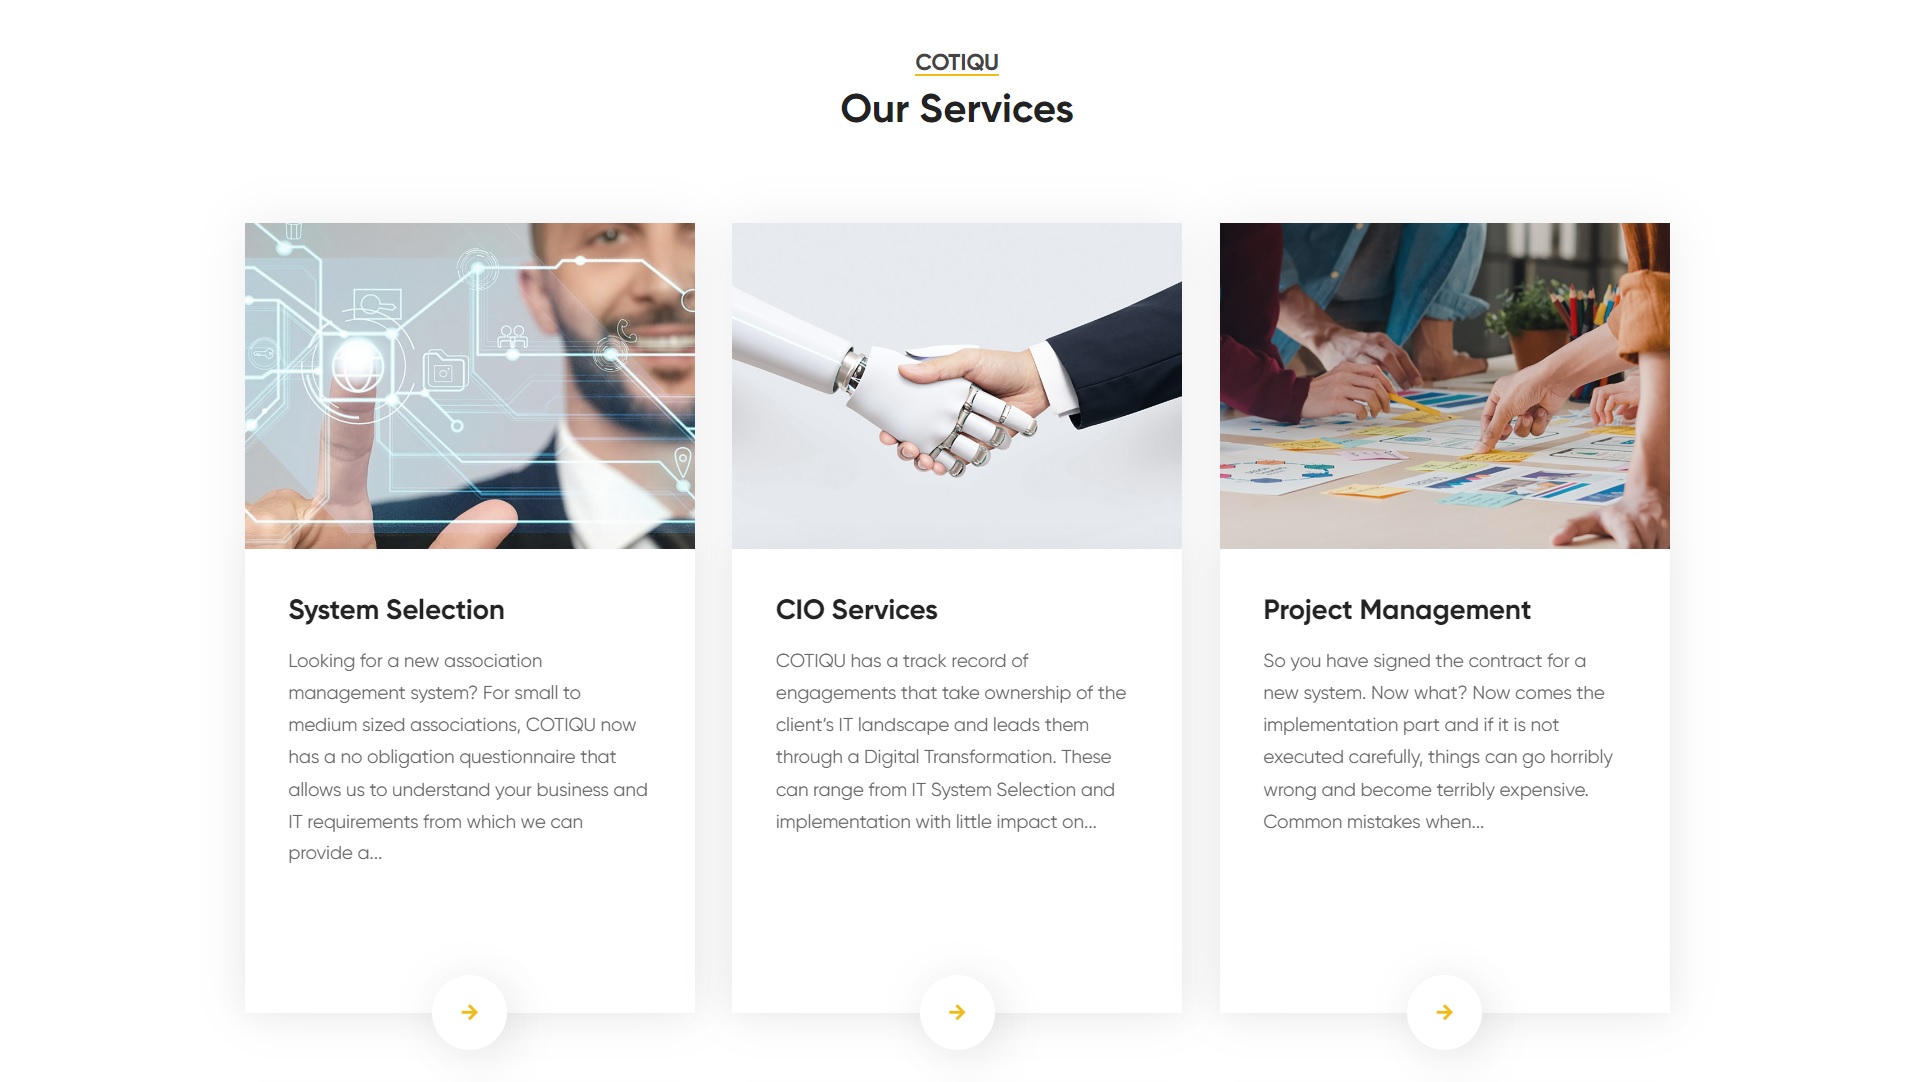 COTIQU
Our Services
System Selection
Looking for a new association
management system? For small to
medium sized associations, COTIQU now
has a no obligation questionnaire that
allows us to understand your business and
IT requirements from which we can
provide a...
CIO Services
COTIQU has a track record of
engagements that take ownership of the
client’s IT landscape and leads them
through a Digital Transformation. These
can range from IT System Selection and
implementation with little impact on...
Project Management
So you have signed the contract for a
new system. Now what? Now comes the
implementation part and if it is not
executed carefully, things can go horribly
wrong and become terribly expensive.
Common mistakes when...